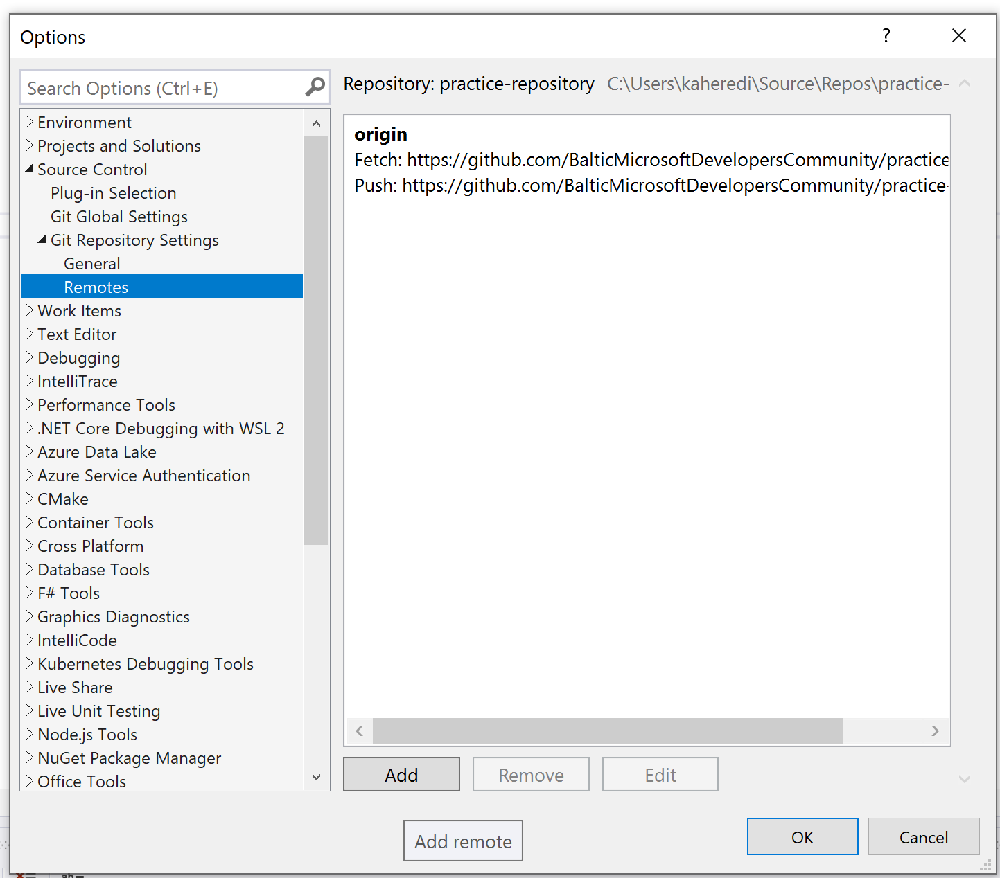 Options
?
Search Options (Ctrl+E)
Environment
Projects and Solutions
Source Control
Plug-in Selection
Git Global Settings
Git Repository Settings
General
Remotes
Work Items
Text Editor
Debugging
IntelliTrace
Performance Tools
.NET Core Debugging with WSL 2
Azure Data Lake
Azure Service Authentication
CMake
Container Tools
Cross Platform
Database Tools
F# Tools
Graphics Diagnostics
IntelliCode
Kubernetes Debugging Tools
Live Share
Live Unit Testing
Node.js Tools
NuGet Package Manager
Office Tools
Repository: practice-repository C:\Users\kaheredi\Source\Repos\practice-
origin
Fetch: https://github.com/BalticMicrosoftDevelopersCommunity/practice
Push: https://github.com/BalticMicrosoftDevelopersCommunity/practice-
Add Remove Edit
Add remote
OK Cancel